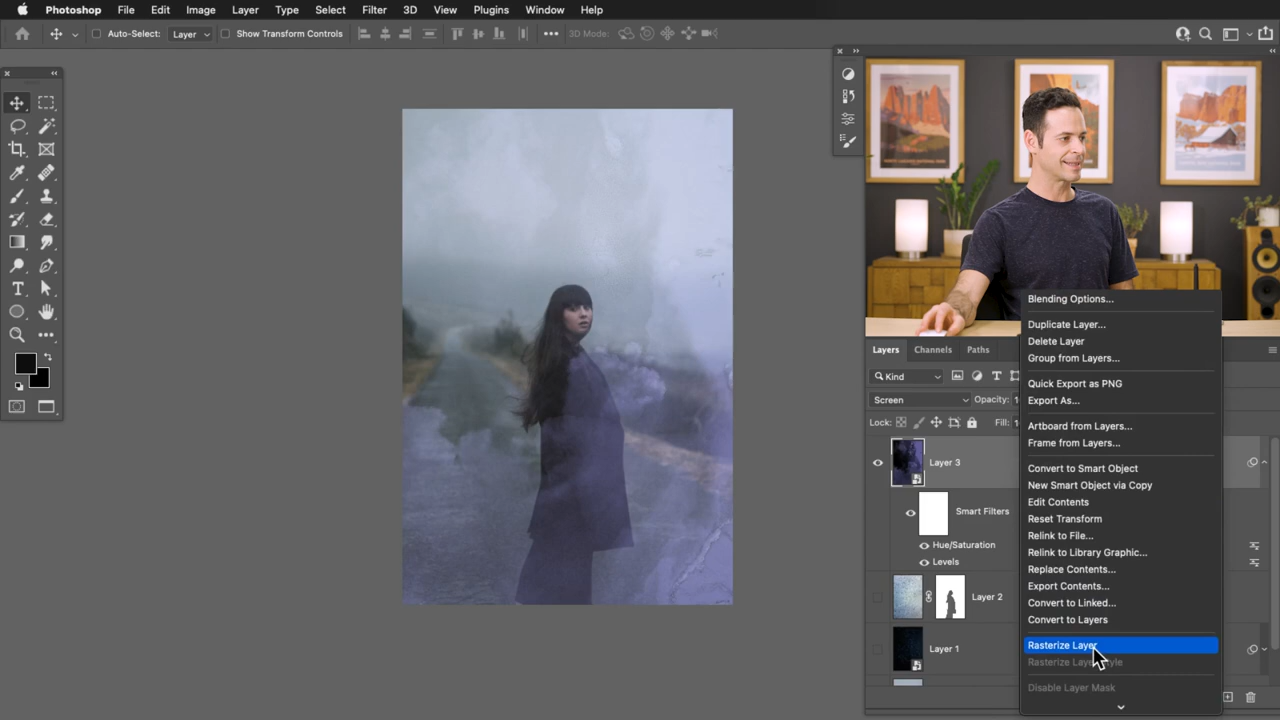 Photoshop File Edit Image Layer Type Select Filter 3D View Plugins Window Help
Auto-Select: Layer Show Transform Controls 3D Mode:
Layers Channels Paths
Kind
Screen Opacity: 1
Lock: Fill: 1
Layer 3
Smart Filters
Hue/Saturation
Levels
Layer 2
Layer 1
Blending Options...
Duplicate Layer...
Delete Layer
Group from Layers...
Quick Export as PNG
Export As...
Artboard from Layers...
Frame from Layers...
Convert to Smart Object
New Smart Object via Copy
Edit Contents
Reset Transform
Relink to File...
Relink to Library Graphic...
Replace Contents...
Export Contents...
Convert to Linked...
Convert to Layers
Rasterize Layer
Rasterize Layer Style
Disable Layer Mask